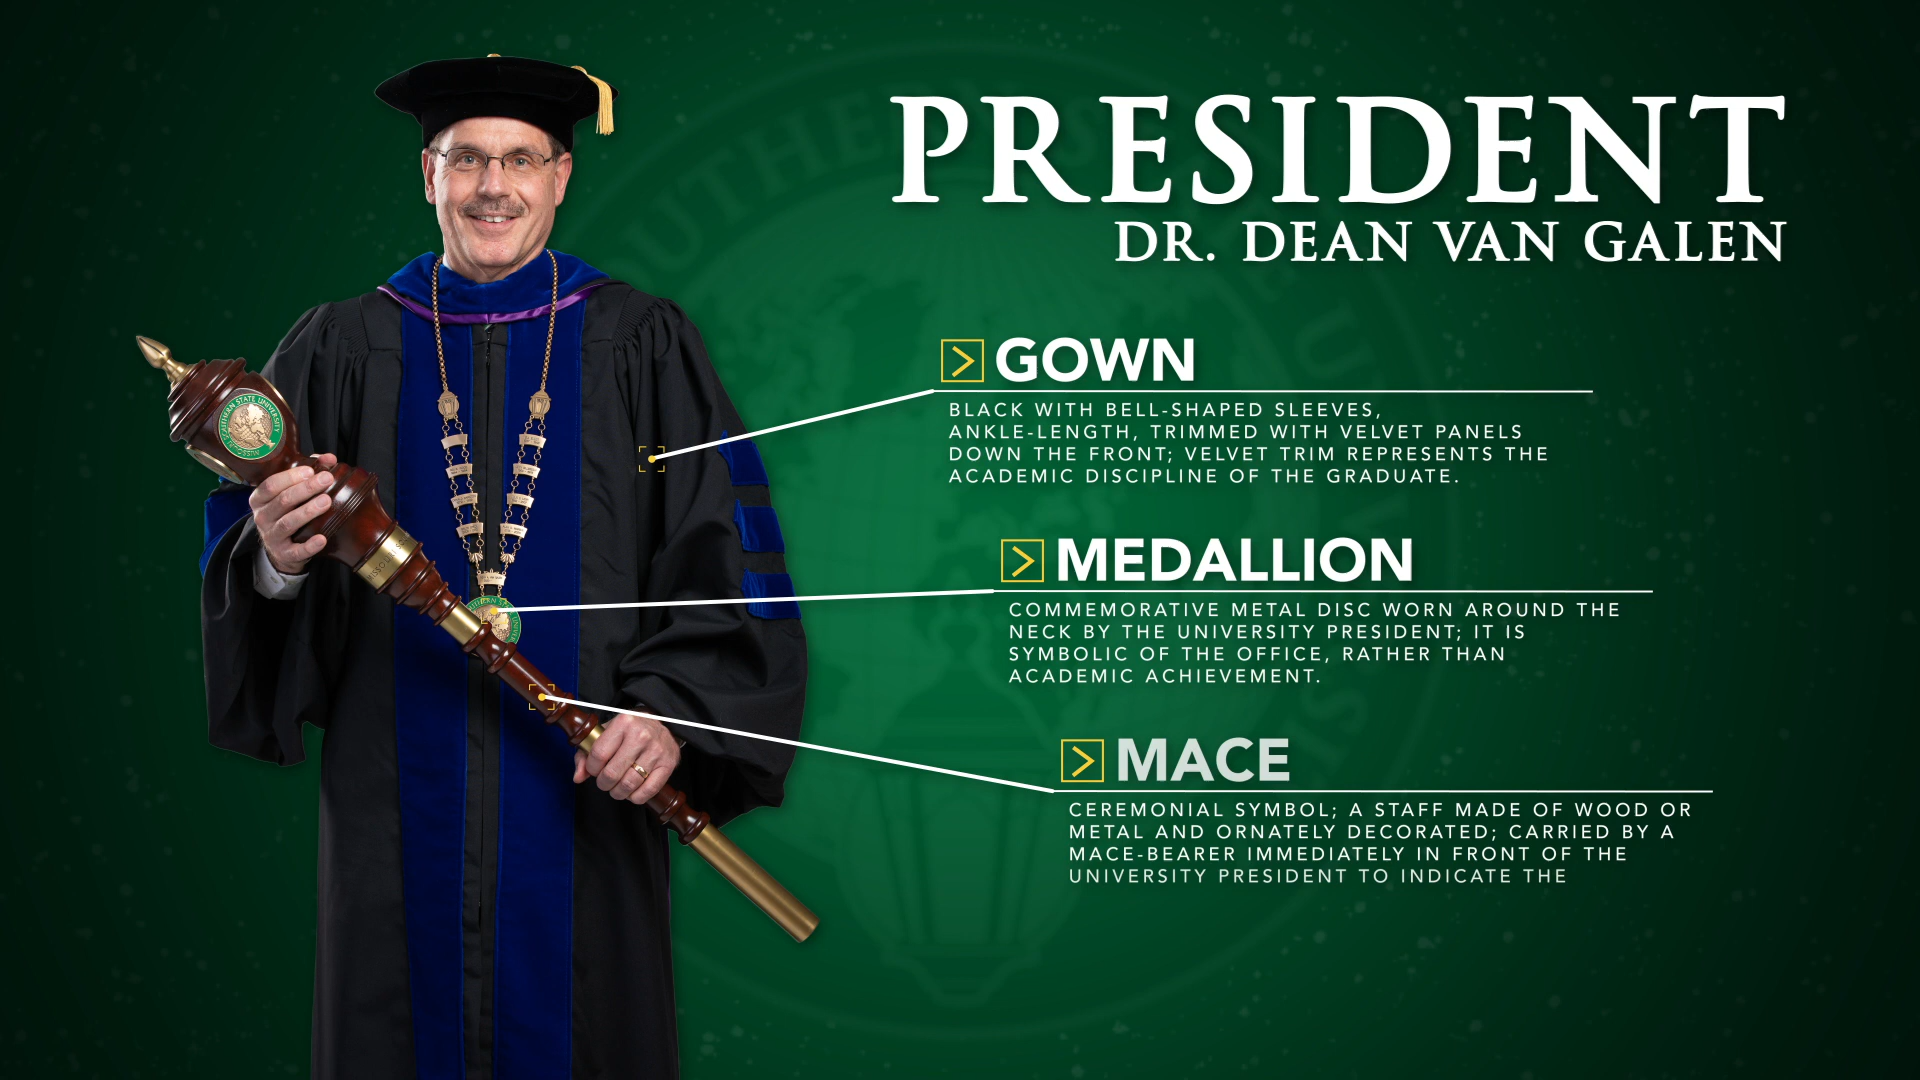 PRESIDENT
DR. DEAN VAN GALEN
GOWN
BLACK WITH BELL-SHAPED SLEEVES,
ANKLE-LENGTH, TRIMMED WITH VELVET PANELS
DOWN THE FRONT; VELVET TRIM REPRESENTS THE
ACADEMIC DISCIPLINE OF THE GRADUATE.
MEDALLION
COMMEMORATIVE METAL DISC WORN AROUND THE
NECK BY THE UNIVERSITY PRESIDENT; IT IS
SYMBOLIC OF THE OFFICE, RATHER THAN
ACADEMIC ACHIEVEMENT.
MACE
CEREMONIAL SYMBOL; A STAFF MADE OF WOOD OR
METAL AND ORNATELY DECORATED; CARRIED BY A
MACE-BEARER IMMEDIATELY IN FRONT OF THE
UNIVERSITY PRESIDENT TO INDICATE THE
STATE UNIVERSITY